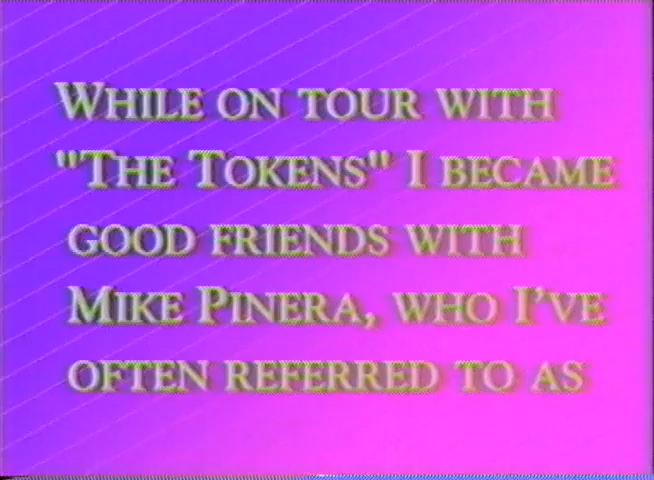 While on tour with
"The Tokens" I became
good friends with
Mike Pinera, who I've
often referred to as